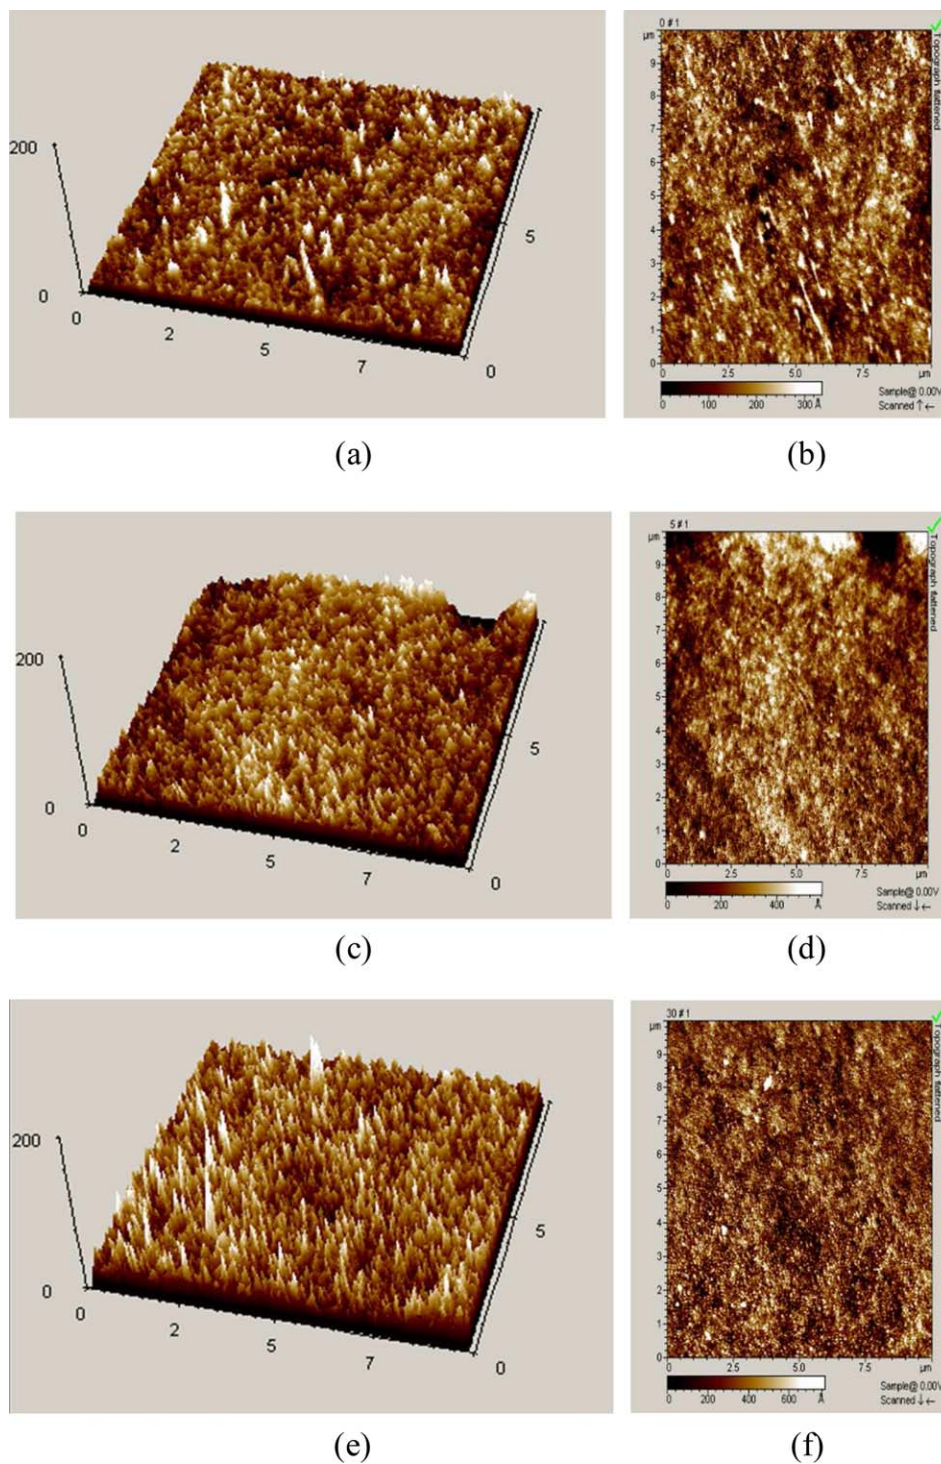 200
0
0
2
5
7
0
5
(a)
0 # 1
µm
9
8
7
6
5
4
3
2
1
0
0
2.5
5.0
7.5
µm
0
100
200
300 Å
Sample@ 0.00V
Scanned ↑←
Topograph flattened
(b)
200
0
0
2
5
7
0
5
(c)
5 # 1
µm
9
8
7
6
5
4
3
2
1
0
0
2.5
5.0
7.5
µm
0
200
400
Å
Sample@ 0.00V
Scanned ↓←
Topograph flattened
(d)
200
0
0
2
5
7
0
5
(e)
30 # 1
µm
9
8
7
6
5
4
3
2
1
0
0
2.5
5.0
7.5
µm
0
200
400
600
Å
Sample@ 0.00V
Scanned ↓←
Topograph flattened
(f)